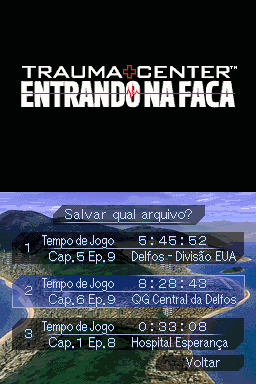 TRAUMA CENTER™
ENTRANDO NA FACA
Salvar qual arquivo?
1 Tempo de Jogo 5:45:52
Cap.5 Ep.9 Delfos - Divisão EUA
2 Tempo de Jogo 8:28:43
Cap.6 Ep.9 QG Central da Delfos
3 Tempo de Jogo 0:33:08
Cap.1 Ep.8 Hospital Esperança
Voltar